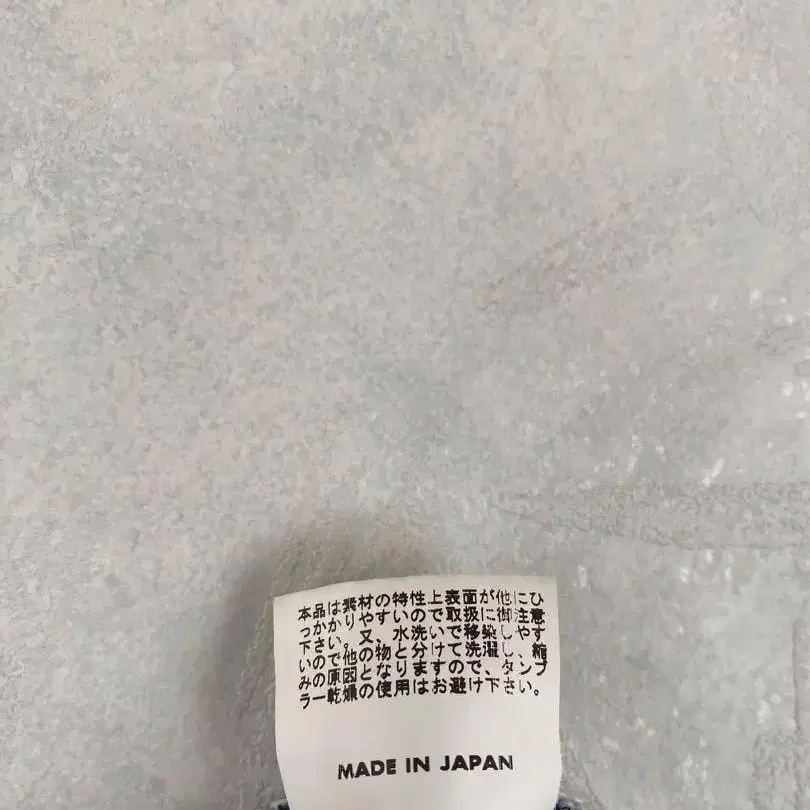 本品は素材の特性上表面が他にひ
っかかりやすいので取扱に御注意
下さい。又、水洗いで移染しやす
いので他の物と分けて洗濯し、縮
みの原因となりますので、タンブ
ラー乾燥の使用はお避け下さい。
MADE IN JAPAN